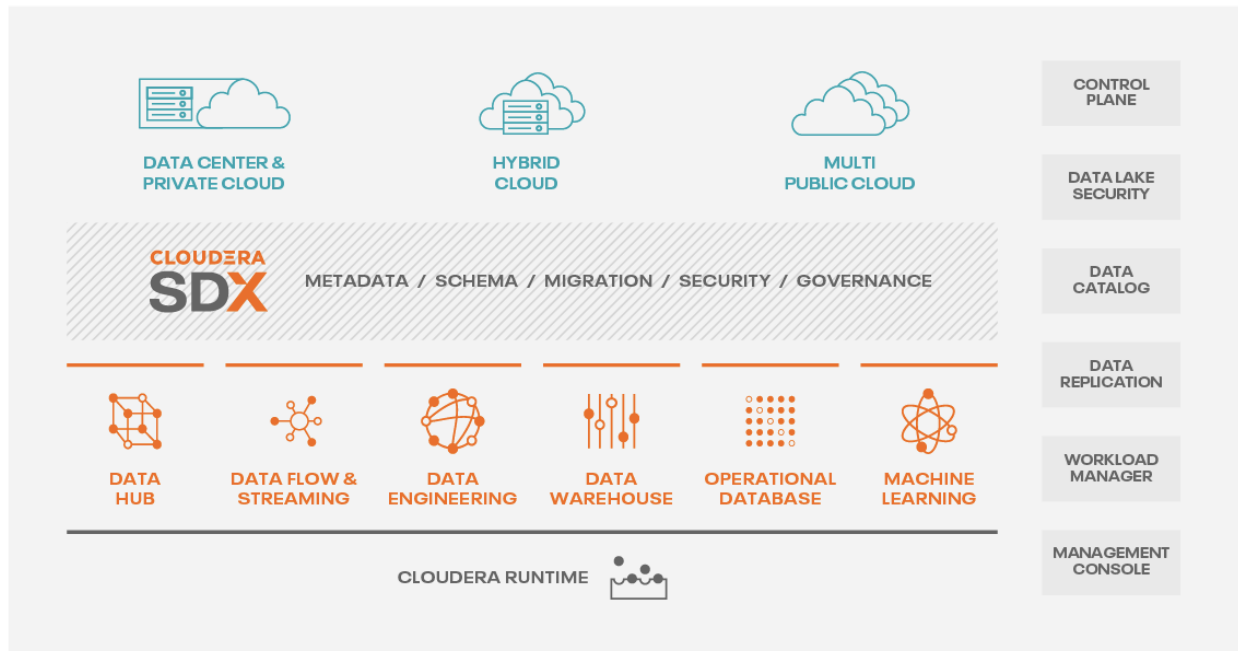 DATA CENTER &
PRIVATE CLOUD
HYBRID
CLOUD
MULTI
PUBLIC CLOUD
CLOUDERA
SDX
METADATA / SCHEMA / MIGRATION / SECURITY / GOVERNANCE
DATA
HUB
DATA FLOW &
STREAMING
DATA
ENGINEERING
DATA
WAREHOUSE
OPERATIONAL
DATABASE
MACHINE
LEARNING
CLOUDERA RUNTIME
CONTROL
PLANE
DATA LAKE
SECURITY
DATA
CATALOG
DATA
REPLICATION
WORKLOAD
MANAGER
MANAGEMENT
CONSOLE